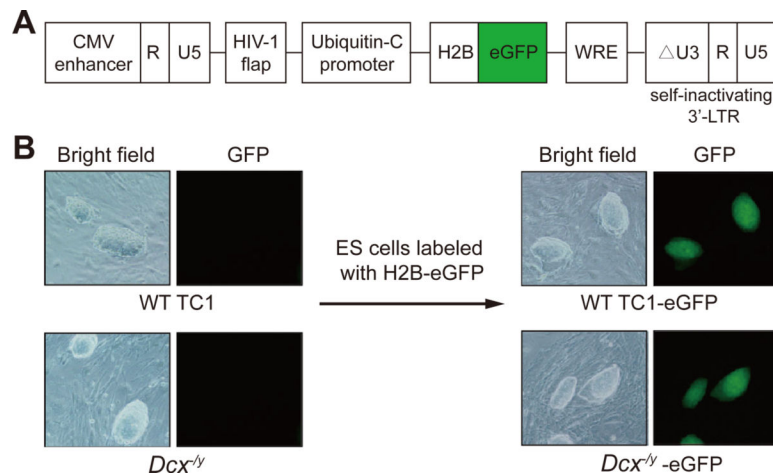 A
CMV
enhancer
R
U5
HIV-1
flap
Ubiquitin-C
promoter
H2B
eGFP
WRE
△U3
R
U5
self-inactivating
3'-LTR
B
Bright field
GFP
Bright field
GFP
ES cells labeled
with H2B-eGFP
WT TC1
WT TC1-eGFP
Dcx-/y
Dcx-/y -eGFP